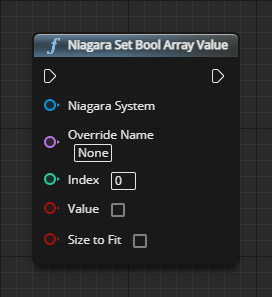 f Niagara Set Bool Array Value
Niagara System
Override Name
None
Index 0
Value
Size to Fit